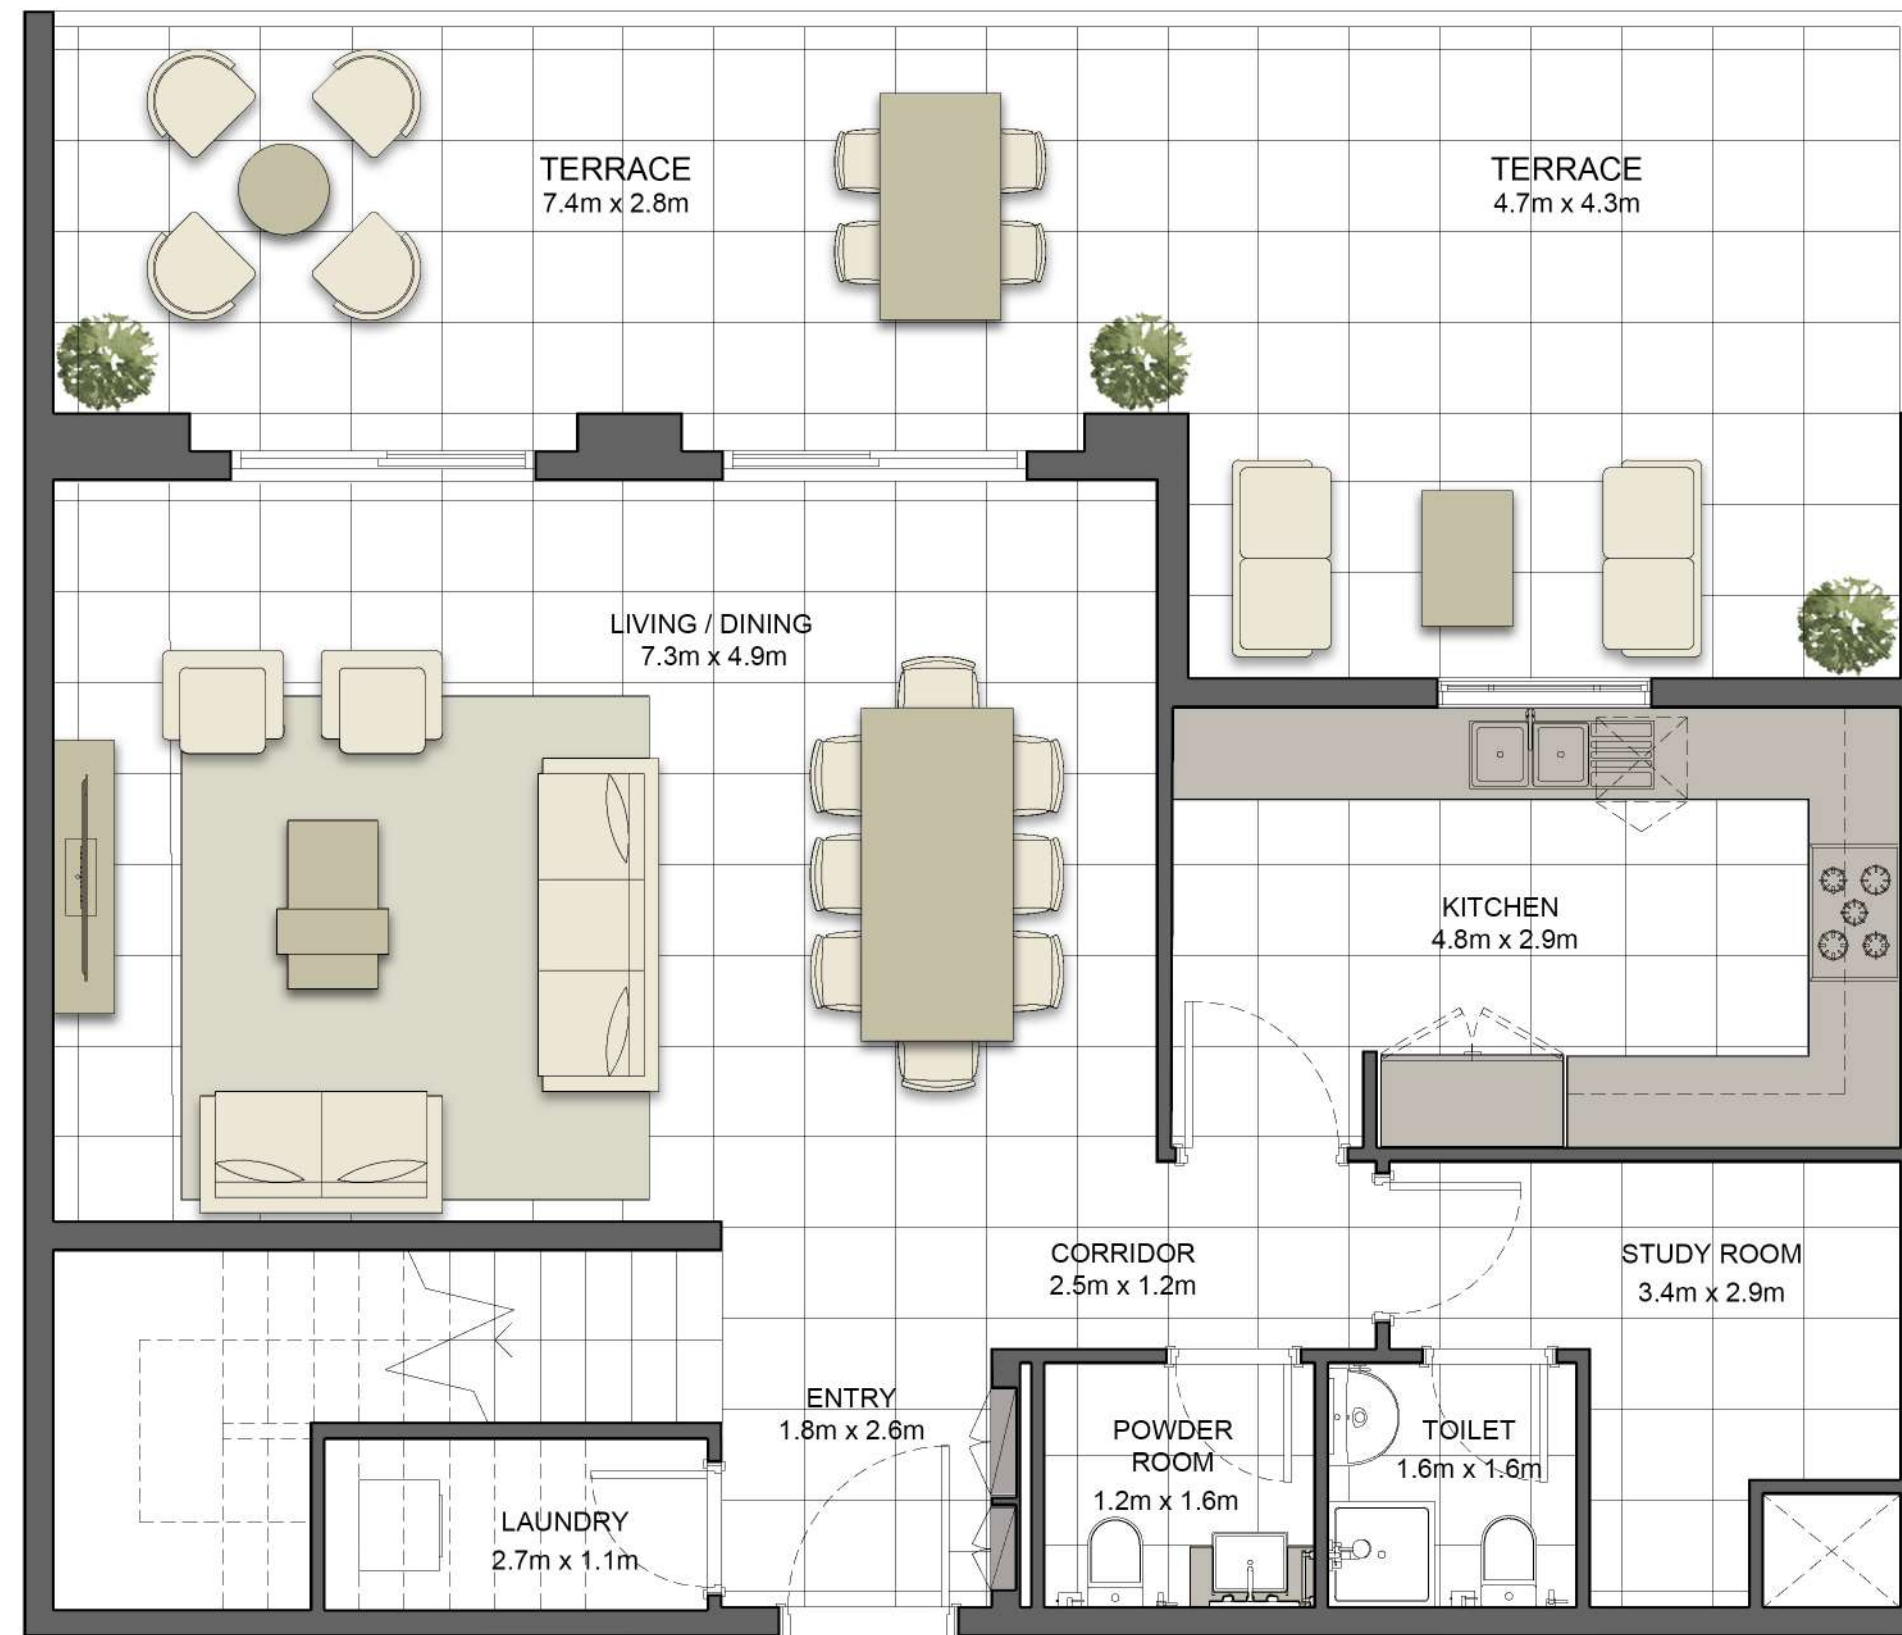 TERRACE
7.4m x 2.8m
TERRACE
4.7m x 4.3m
LIVING / DINING
7.3m x 4.9m
KITCHEN
4.8m x 2.9m
CORRIDOR
2.5m x 1.2m
STUDY ROOM
3.4m x 2.9m
ENTRY
1.8m x 2.6m
POWDER
ROOM
1.2m x 1.6m
TOILET
1.6m x 1.6m
LAUNDRY
2.7m x 1.1m